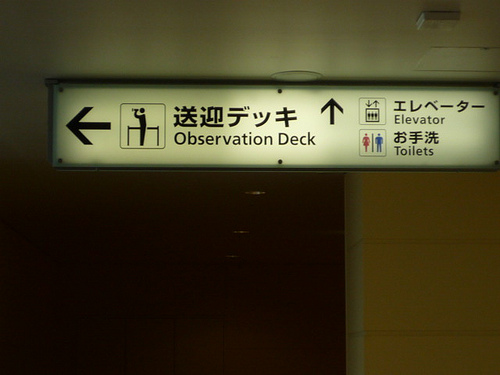 送迎デッキ
Observation Deck
エレベーター
Elevator
お手洗
Toilets